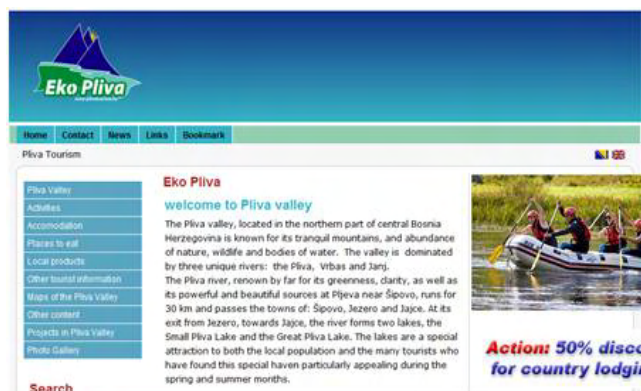 Eko Pliva
Home Contact News Links Bookmark
Pliva Tourism
Pliva Valley
Activities
Accomodation
Places to eat
Local products
Other tourist information
Maps of the Pliva Valley
Other content
Projects in Pliva Valley
Photo Gallery
Search
Eko Pliva
welcome to Pliva valley
The Pliva valley, located in the northern part of central Bosnia
Herzegovina is known for its tranquil mountains, and abundance
of nature, wildlife and bodies of water. The valley is dominated
by three unique rivers: the Pliva, Vrbas and Janj.
The Pliva river, renown by far for its greenness, clarity, as well as
its powerful and beautiful sources at Pljeva near Šipovo, runs for
30 km and passes the towns of: Šipovo, Jezero and Jajce. At its
exit from Jezero, towards Jajce, the river forms two lakes, the
Small Pliva Lake and the Great Pliva Lake. The lakes are a special
attraction to both the local population and the many tourists who
have found this special haven particularly appealing during the
spring and summer months.
Action: 50% disco
for country lodgi